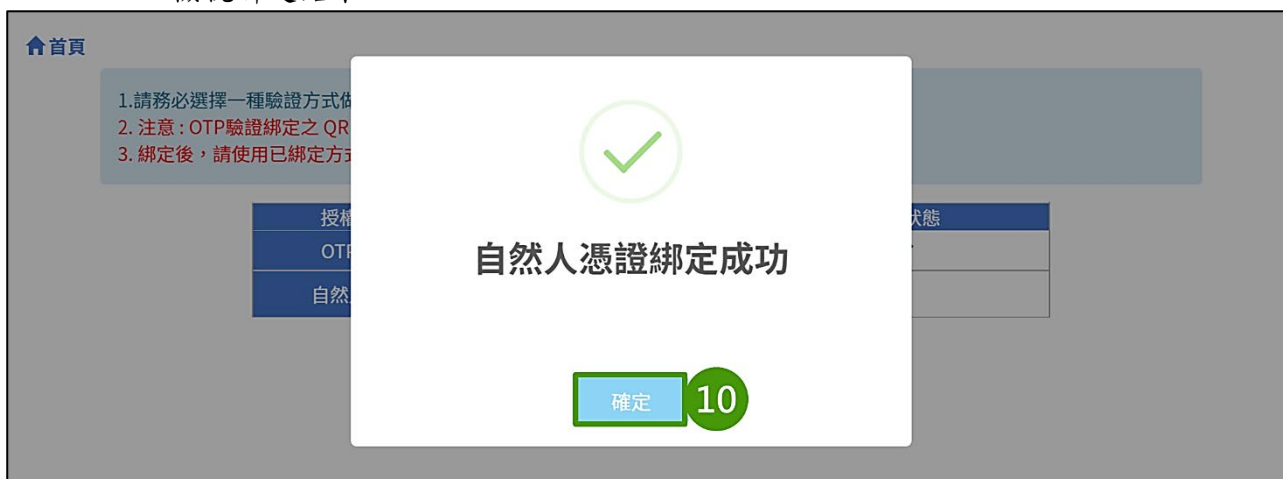 首頁
1.請務必選擇一種驗證方式做
2. 注意 : OTP驗證綁定之 QR
3. 綁定後，請使用已綁定方式
授權
狀態
OTP
自然人
自然人憑證綁定成功
確定
10